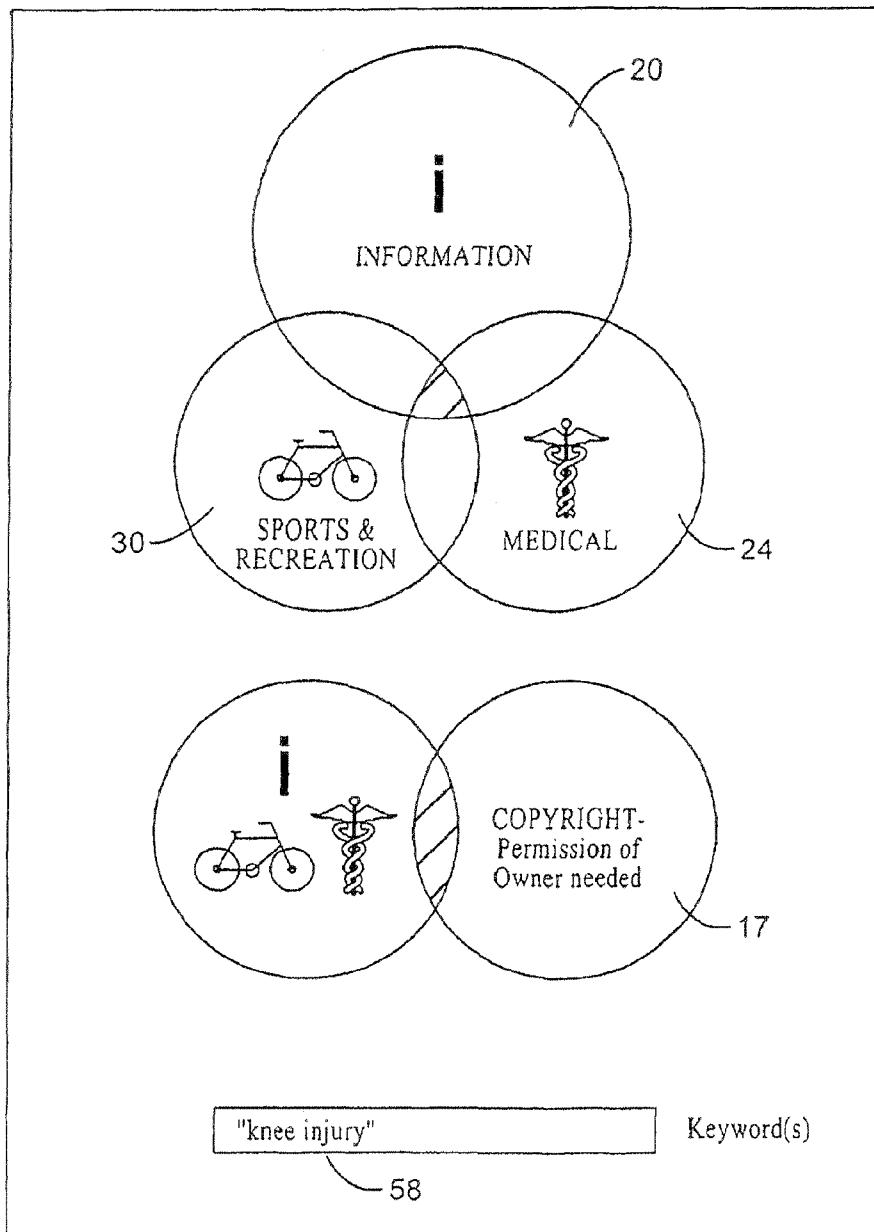 20
i
INFORMATION
SPORTS &
RECREATION
MEDICAL
30
24
i
COPYRIGHT-
Permission of
Owner needed
17
"knee injury"
Keyword(s)
58